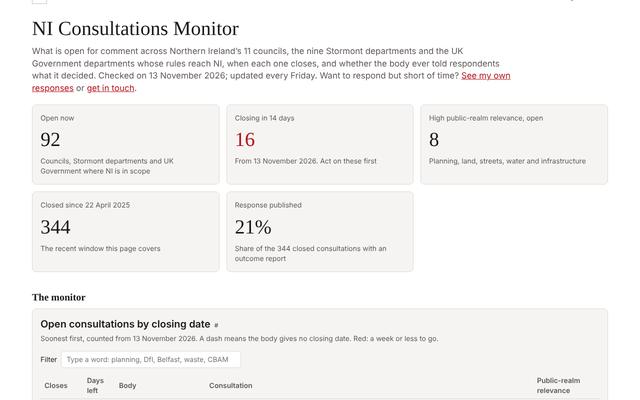 NI Consultations Monitor
What is open for comment across Northern Ireland's 11 councils, the nine Stormont departments and the UK
Government departments whose rules reach NI, when each one closes, and whether the body ever told respondents
what it decided. Checked on 13 November 2026; updated every Friday. Want to respond but short of time? See my own
responses or get in touch.
Open now
92
Councils, Stormont departments and UK
Government where NI is in scope
Closing in 14 days
16
From 13 November 2026. Act on these first
High public-realm relevance, open
8
Planning, land, streets, water and infrastructure
Closed since 22 April 2025
344
The recent window this page covers
Response published
21%
Share of the 344 closed consultations with an
outcome report
The monitor
Open consultations by closing date #
Soonest first, counted from 13 November 2026. A dash means the body gives no closing date. Red: a week or less to go.
Filter Type a word: planning, DfI, Belfast, waste, CBAM
Closes Days left Body Consultation Public-realm relevance